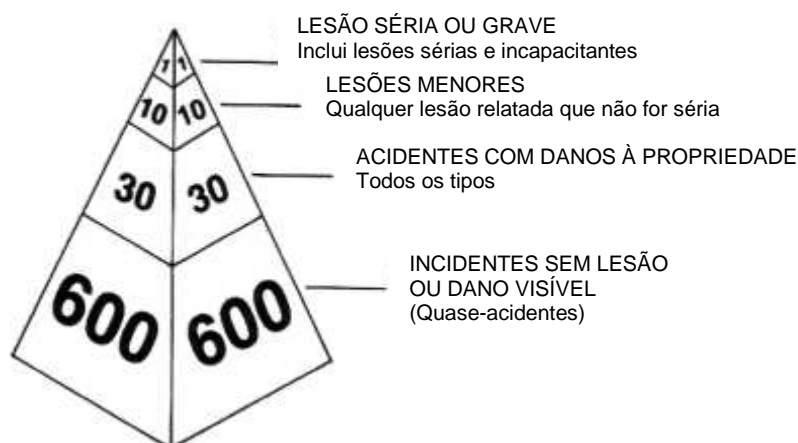 LESÃO SÉRIA OU GRAVE
Inclui lesões sérias e incapacitantes
1 1
LESÕES MENORES
Qualquer lesão relatada que não for séria
10 10
ACIDENTES COM DANOS À PROPRIEDADE
Todos os tipos
30 30
INCIDENTES SEM LESÃO
OU DANO VISÍVEL
(Quase-acidentes)
600 600